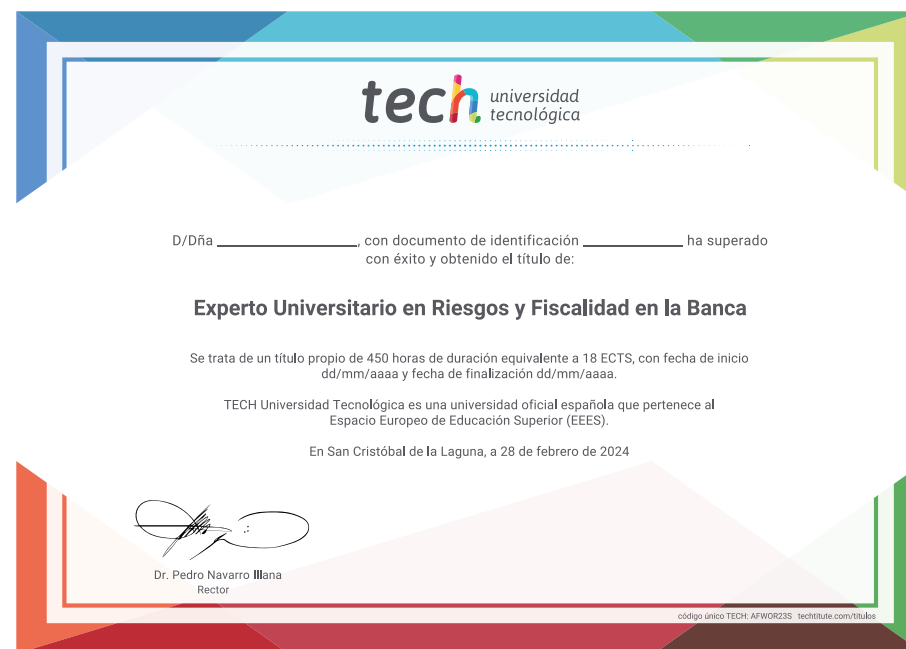 tech universidad
tecnológica
D/Dña ____________________, con documento de identificación ______________ ha superado
con éxito y obtenido el título de:
Experto Universitario en Riesgos y Fiscalidad en la Banca
Se trata de un título propio de 450 horas de duración equivalente a 18 ECTS, con fecha de inicio
dd/mm/aaaa y fecha de finalización dd/mm/aaaa.
TECH Universidad Tecnológica es una universidad oficial española que pertenece al
Espacio Europeo de Educación Superior (EEES).
En San Cristóbal de la Laguna, a 28 de febrero de 2024
Dr. Pedro Navarro Illana
Rector
código único TECH: AFWOR23S techtitute.com/titulos